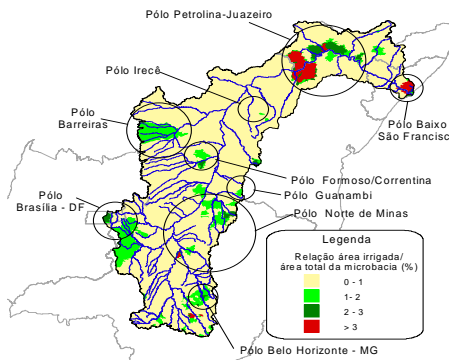 Pólo Petrolina-Juazeiro
Pólo Irecê
Pólo
Barreiras
Pólo Baixo
São Francisc
Pólo Formoso/Correntina
Pólo Guanambi
Pólo
Brasília - DF
Pólo Norte de Minas
Legenda
Relação área irrigada/
área total da microbacia (%)
0 - 1
1 - 2
2 - 3
> 3
Pólo Belo Horizonte - MG